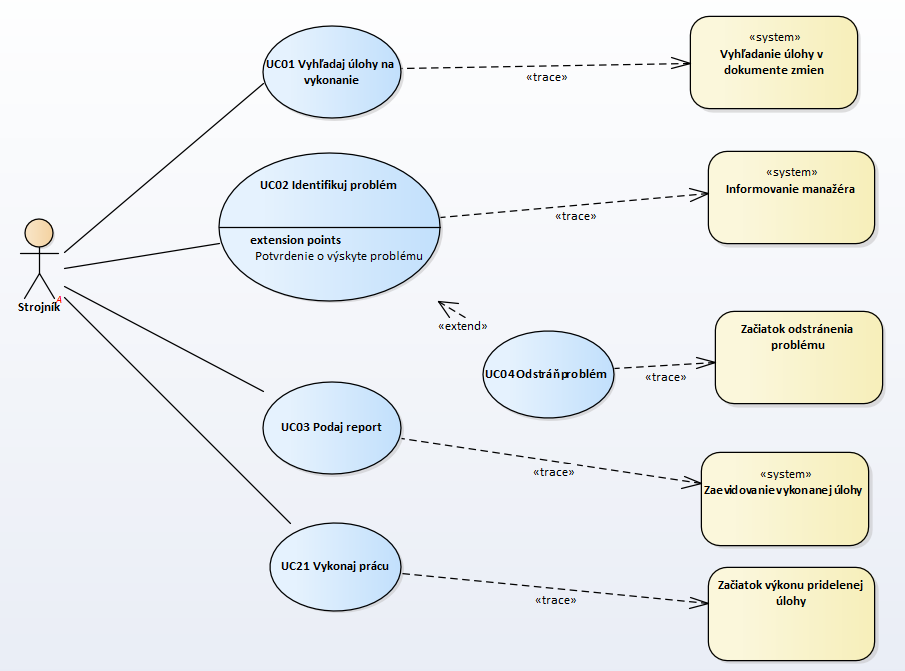 UC01 Vyhľadaj úlohy na
vykonanie
«trace»
«system»
Vyhľadanie úlohy v
dokumente zmien
UC02 Identifikuj problém
extension points
Potvrdenie o výskyte problému
«trace»
«system»
Informovanie manažéra
A
Strojník
«extend»
UC04 Odstráň problém
«trace»
Začiatok odstránenia
problému
UC03 Podaj report
«trace»
«system»
Zaevidovanie vykonanej úlohy
UC21 Vykonaj prácu
«trace»
Začiatok výkonu pridelenej
úlohy